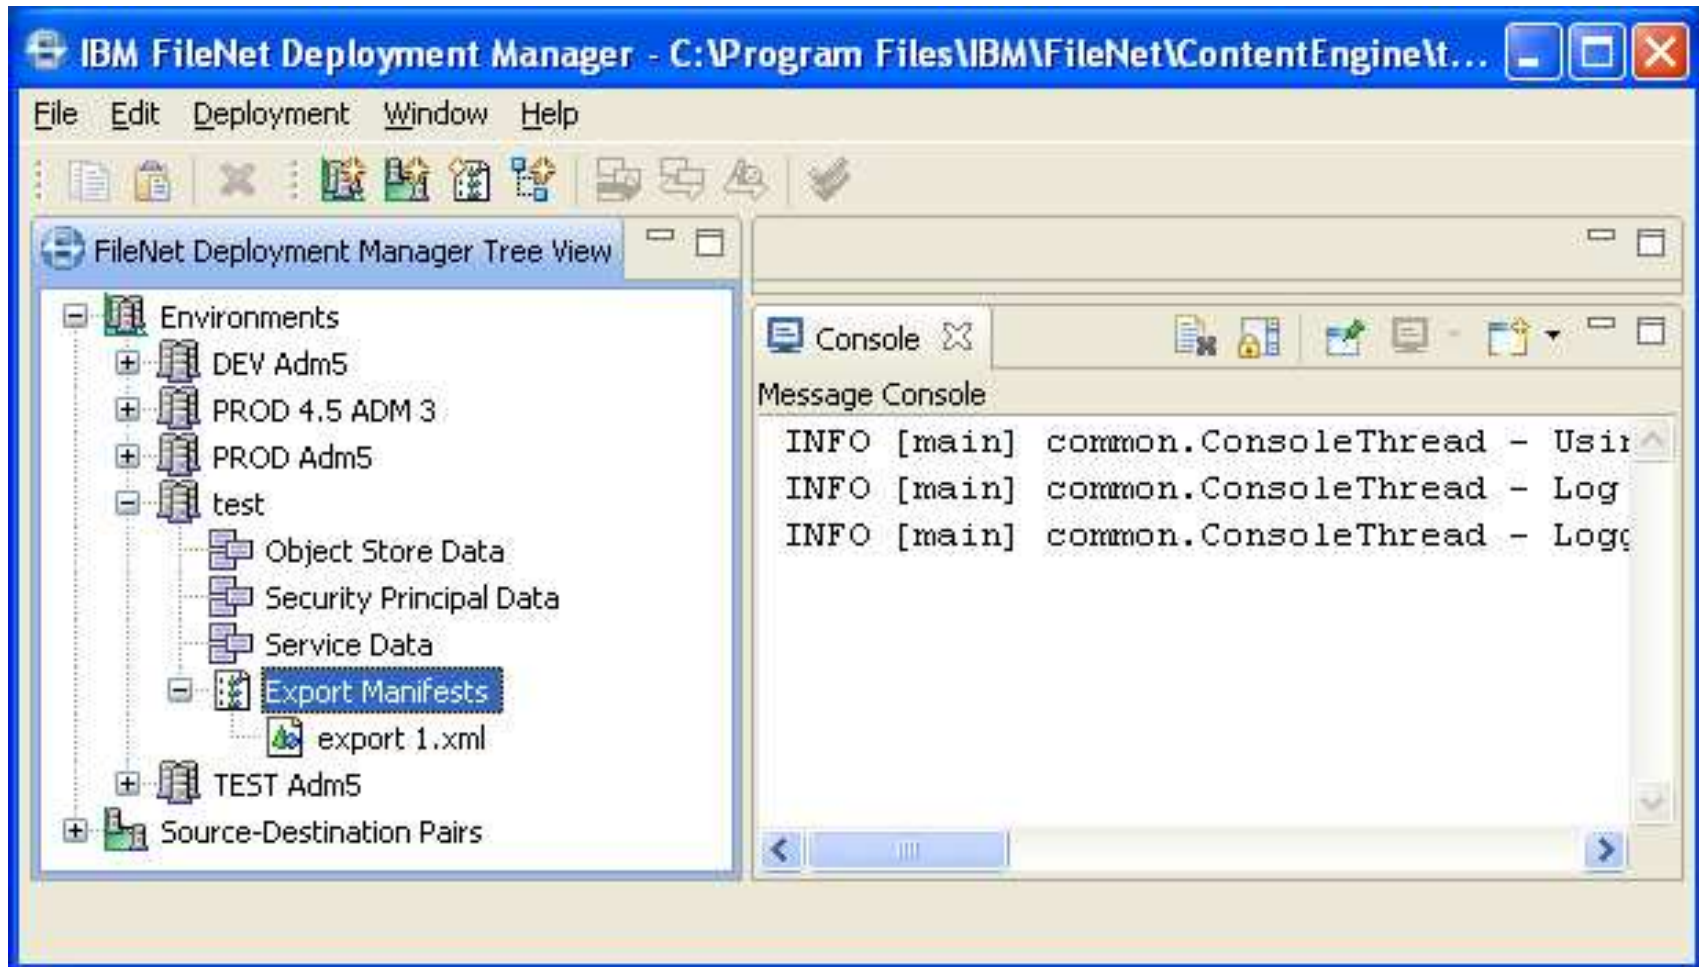 IBM FileNet Deployment Manager - C:\Program Files\IBM\FileNet\ContentEngine\t...
File Edit Deployment Window Help
FileNet Deployment Manager Tree View
Environments
DEV Adm5
PROD 4.5 ADM 3
PROD Adm5
test
Object Store Data
Security Principal Data
Service Data
Export Manifests
export 1.xml
TEST Adm5
Source-Destination Pairs
Console
Message Console
INFO [main] common.ConsoleThread - Usin
INFO [main] common.ConsoleThread - Log
INFO [main] common.ConsoleThread - Logg